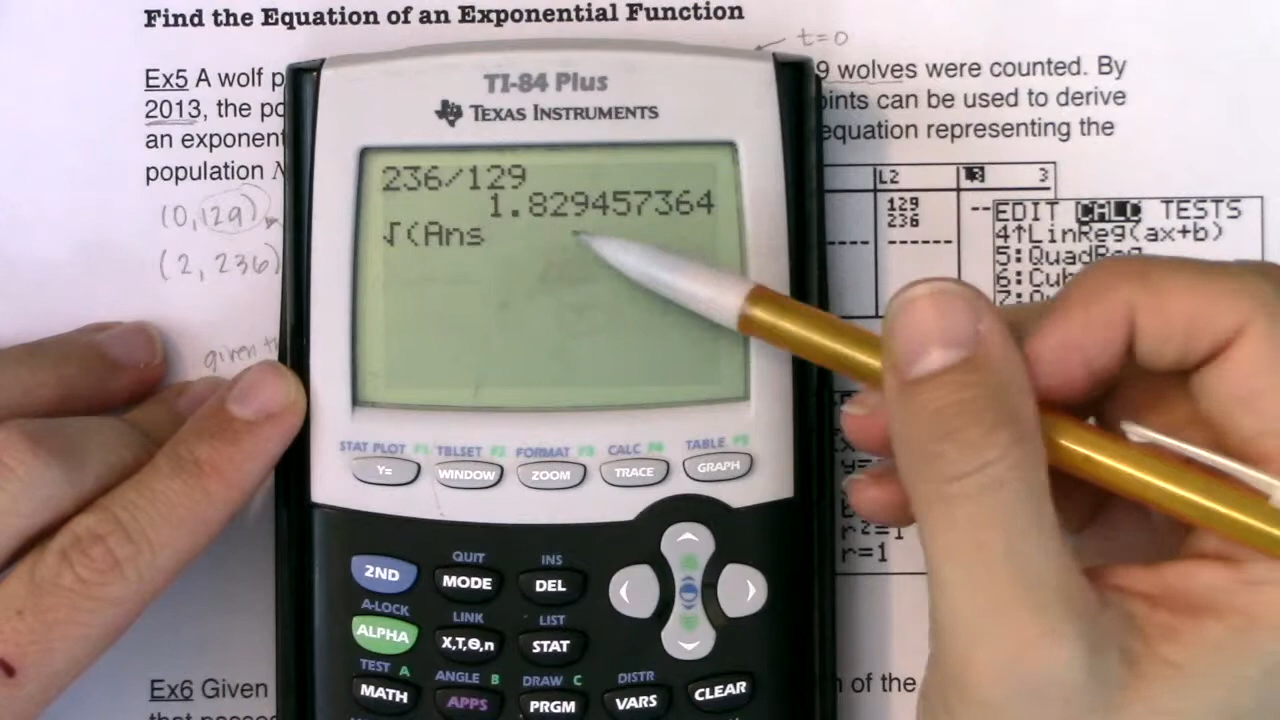 Find the Equation of an Exponential Function
t=0
Ex5 A wolf
9 wolves were counted. By
2013, the
can be used to derive
an
equation representing the
population N
(0,129)
(2,236)
given
TI-84 Plus
TEXAS INSTRUMENTS
236/129
1.829457364
√(Ans
L2
3
129
236
EDIT CALC TESTS
4↑LinReg(ax+b)
5:QuadReg
6:
7:
r²=1
r=1
STAT PLOT F1 TBLSET F2 FORMAT F3 CALC F4 TABLE F5
Y= WINDOW ZOOM TRACE GRAPH
QUIT INS
2ND MODE DEL
A-LOCK LINK LIST
ALPHA X,T,Θ,n STAT
TEST A ANGLE B DRAW C DISTR
MATH APPS PRGM VARS CLEAR
Ex6 Given
of the